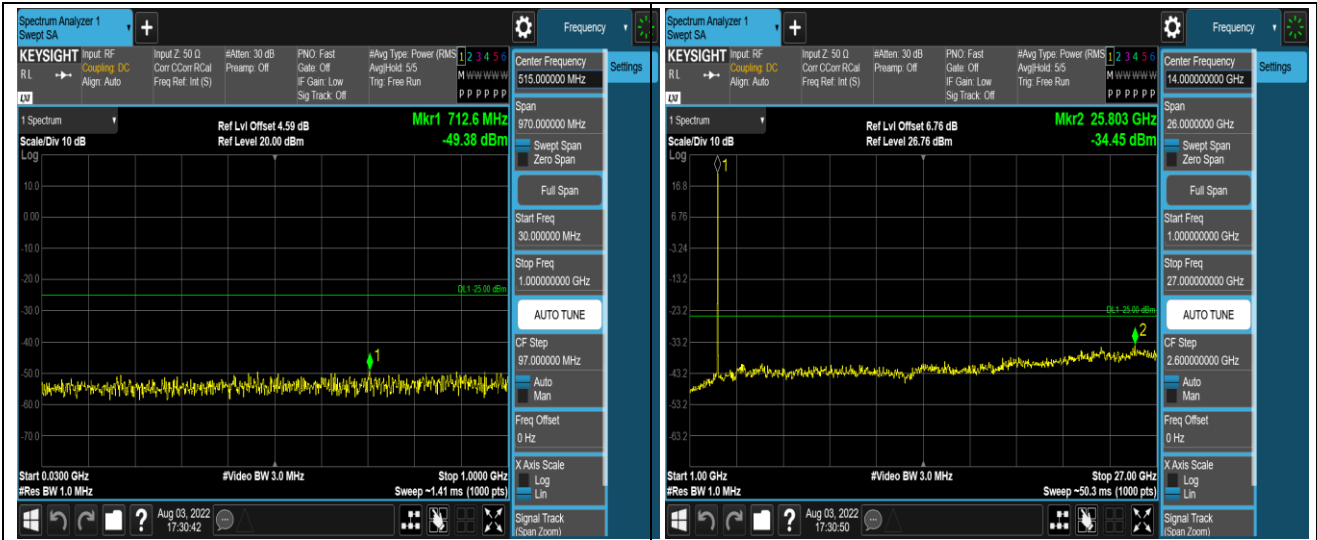 Spectrum Analyzer 1
Swept SA
+
Frequency
KEYSIGHT
Input: RF
Coupling: DC
Align: Auto
Input Z: 50 Ω
Corr CCorr RCal
Freq Ref: Int (S)
#Atten: 30 dB
Preamp: Off
PNO: Fast
Gate: Off
IF Gain: Low
Sig Track: Off
#Avg Type: Power (RMS
Avg|Hold: 5/5
Trig: Free Run
1 2 3 4 5 6
M W W W W W
P P P P P P
R L
LXI
Center Frequency
515.000000 MHz
Settings
1 Spectrum
Scale/Div 10 dB
Log
Ref Lvl Offset 4.59 dB
Ref Level 20.00 dBm
Mkr1 712.6 MHz
-49.38 dBm
10.0
0.00
-10.0
-20.0
-30.0
-40.0
-50.0
-60.0
-70.0
DL1 -25.00 dBm
1
Start 0.0300 GHz
#Res BW 1.0 MHz
#Video BW 3.0 MHz
Stop 1.0000 GHz
Sweep ~1.41 ms (1000 pts)
Span
970.000000 MHz
Swept Span
Zero Span
Full Span
Start Freq
30.000000 MHz
Stop Freq
1.000000000 GHz
AUTO TUNE
CF Step
97.000000 MHz
Auto
Man
Freq Offset
0 Hz
X Axis Scale
Log
Lin
Signal Track
(Span Zoom)
?
Aug 03, 2022
17:30:42
Spectrum Analyzer 1
Swept SA
+
Frequency
KEYSIGHT
Input: RF
Coupling: DC
Align: Auto
Input Z: 50 Ω
Corr CCorr RCal
Freq Ref: Int (S)
#Atten: 30 dB
Preamp: Off
PNO: Fast
Gate: Off
IF Gain: Low
Sig Track: Off
#Avg Type: Power (RMS
Avg|Hold: 5/5
Trig: Free Run
1 2 3 4 5 6
M W W W W W
P P P P P P
R L
LXI
Center Frequency
14.000000000 GHz
Settings
1 Spectrum
Scale/Div 10 dB
Log
Ref Lvl Offset 6.76 dB
Ref Level 26.76 dBm
Mkr2 25.803 GHz
-34.45 dBm
1
16.8
6.76
-3.24
-13.2
-23.2
-33.2
-43.2
-53.2
-63.2
DL1 -25.00 dBm
2
Start 1.00 GHz
#Res BW 1.0 MHz
#Video BW 3.0 MHz
Stop 27.00 GHz
Sweep ~50.3 ms (1000 pts)
Span
26.0000000 GHz
Swept Span
Zero Span
Full Span
Start Freq
1.000000000 GHz
Stop Freq
27.000000000 GHz
AUTO TUNE
CF Step
2.600000000 GHz
Auto
Man
Freq Offset
0 Hz
X Axis Scale
Log
Lin
Signal Track
(Span Zoom)
?
Aug 03, 2022
17:30:50